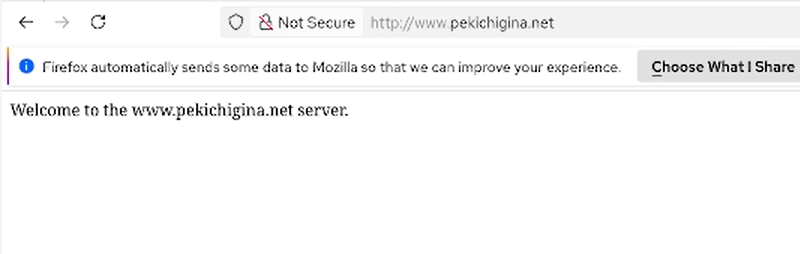 Not Secure http://www.pekichigina.net
Firefox automatically sends some data to Mozilla so that we can improve your experience. Choose What I Share
Welcome to the www.pekichigina.net server.